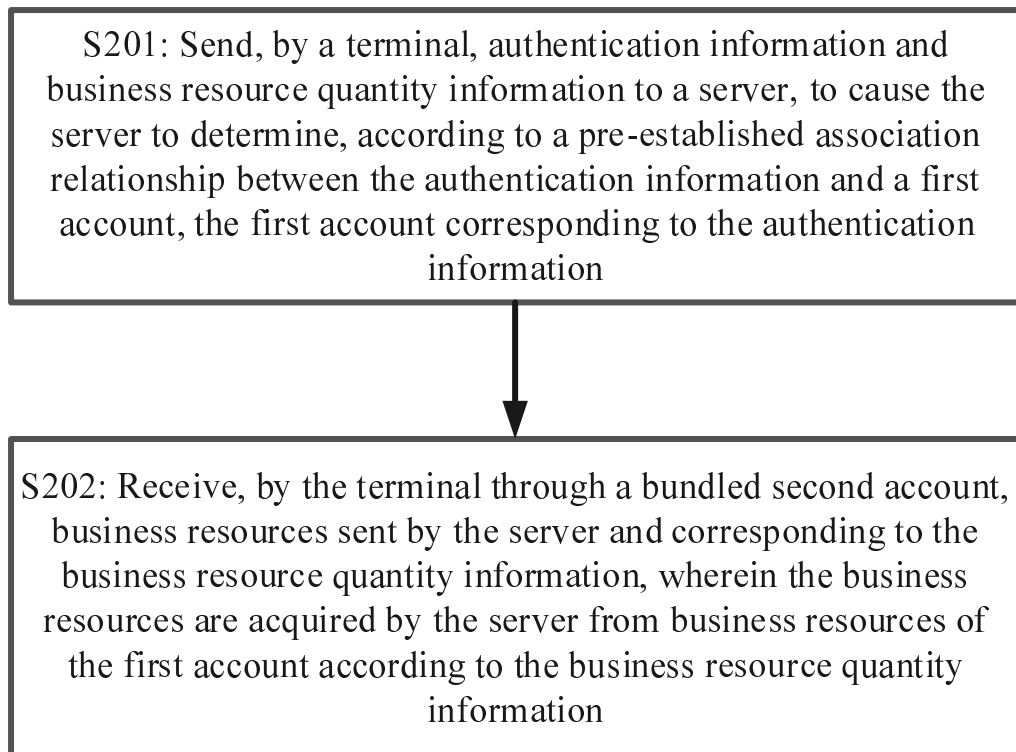 S201: Send, by a terminal, authentication information and
business resource quantity information to a server, to cause the
server to determine, according to a pre-established association
relationship between the authentication information and a first
account, the first account corresponding to the authentication
information
S202: Receive, by the terminal through a bundled second account,
business resources sent by the server and corresponding to the
business resource quantity information, wherein the business
resources are acquired by the server from business resources of
the first account according to the business resource quantity
information